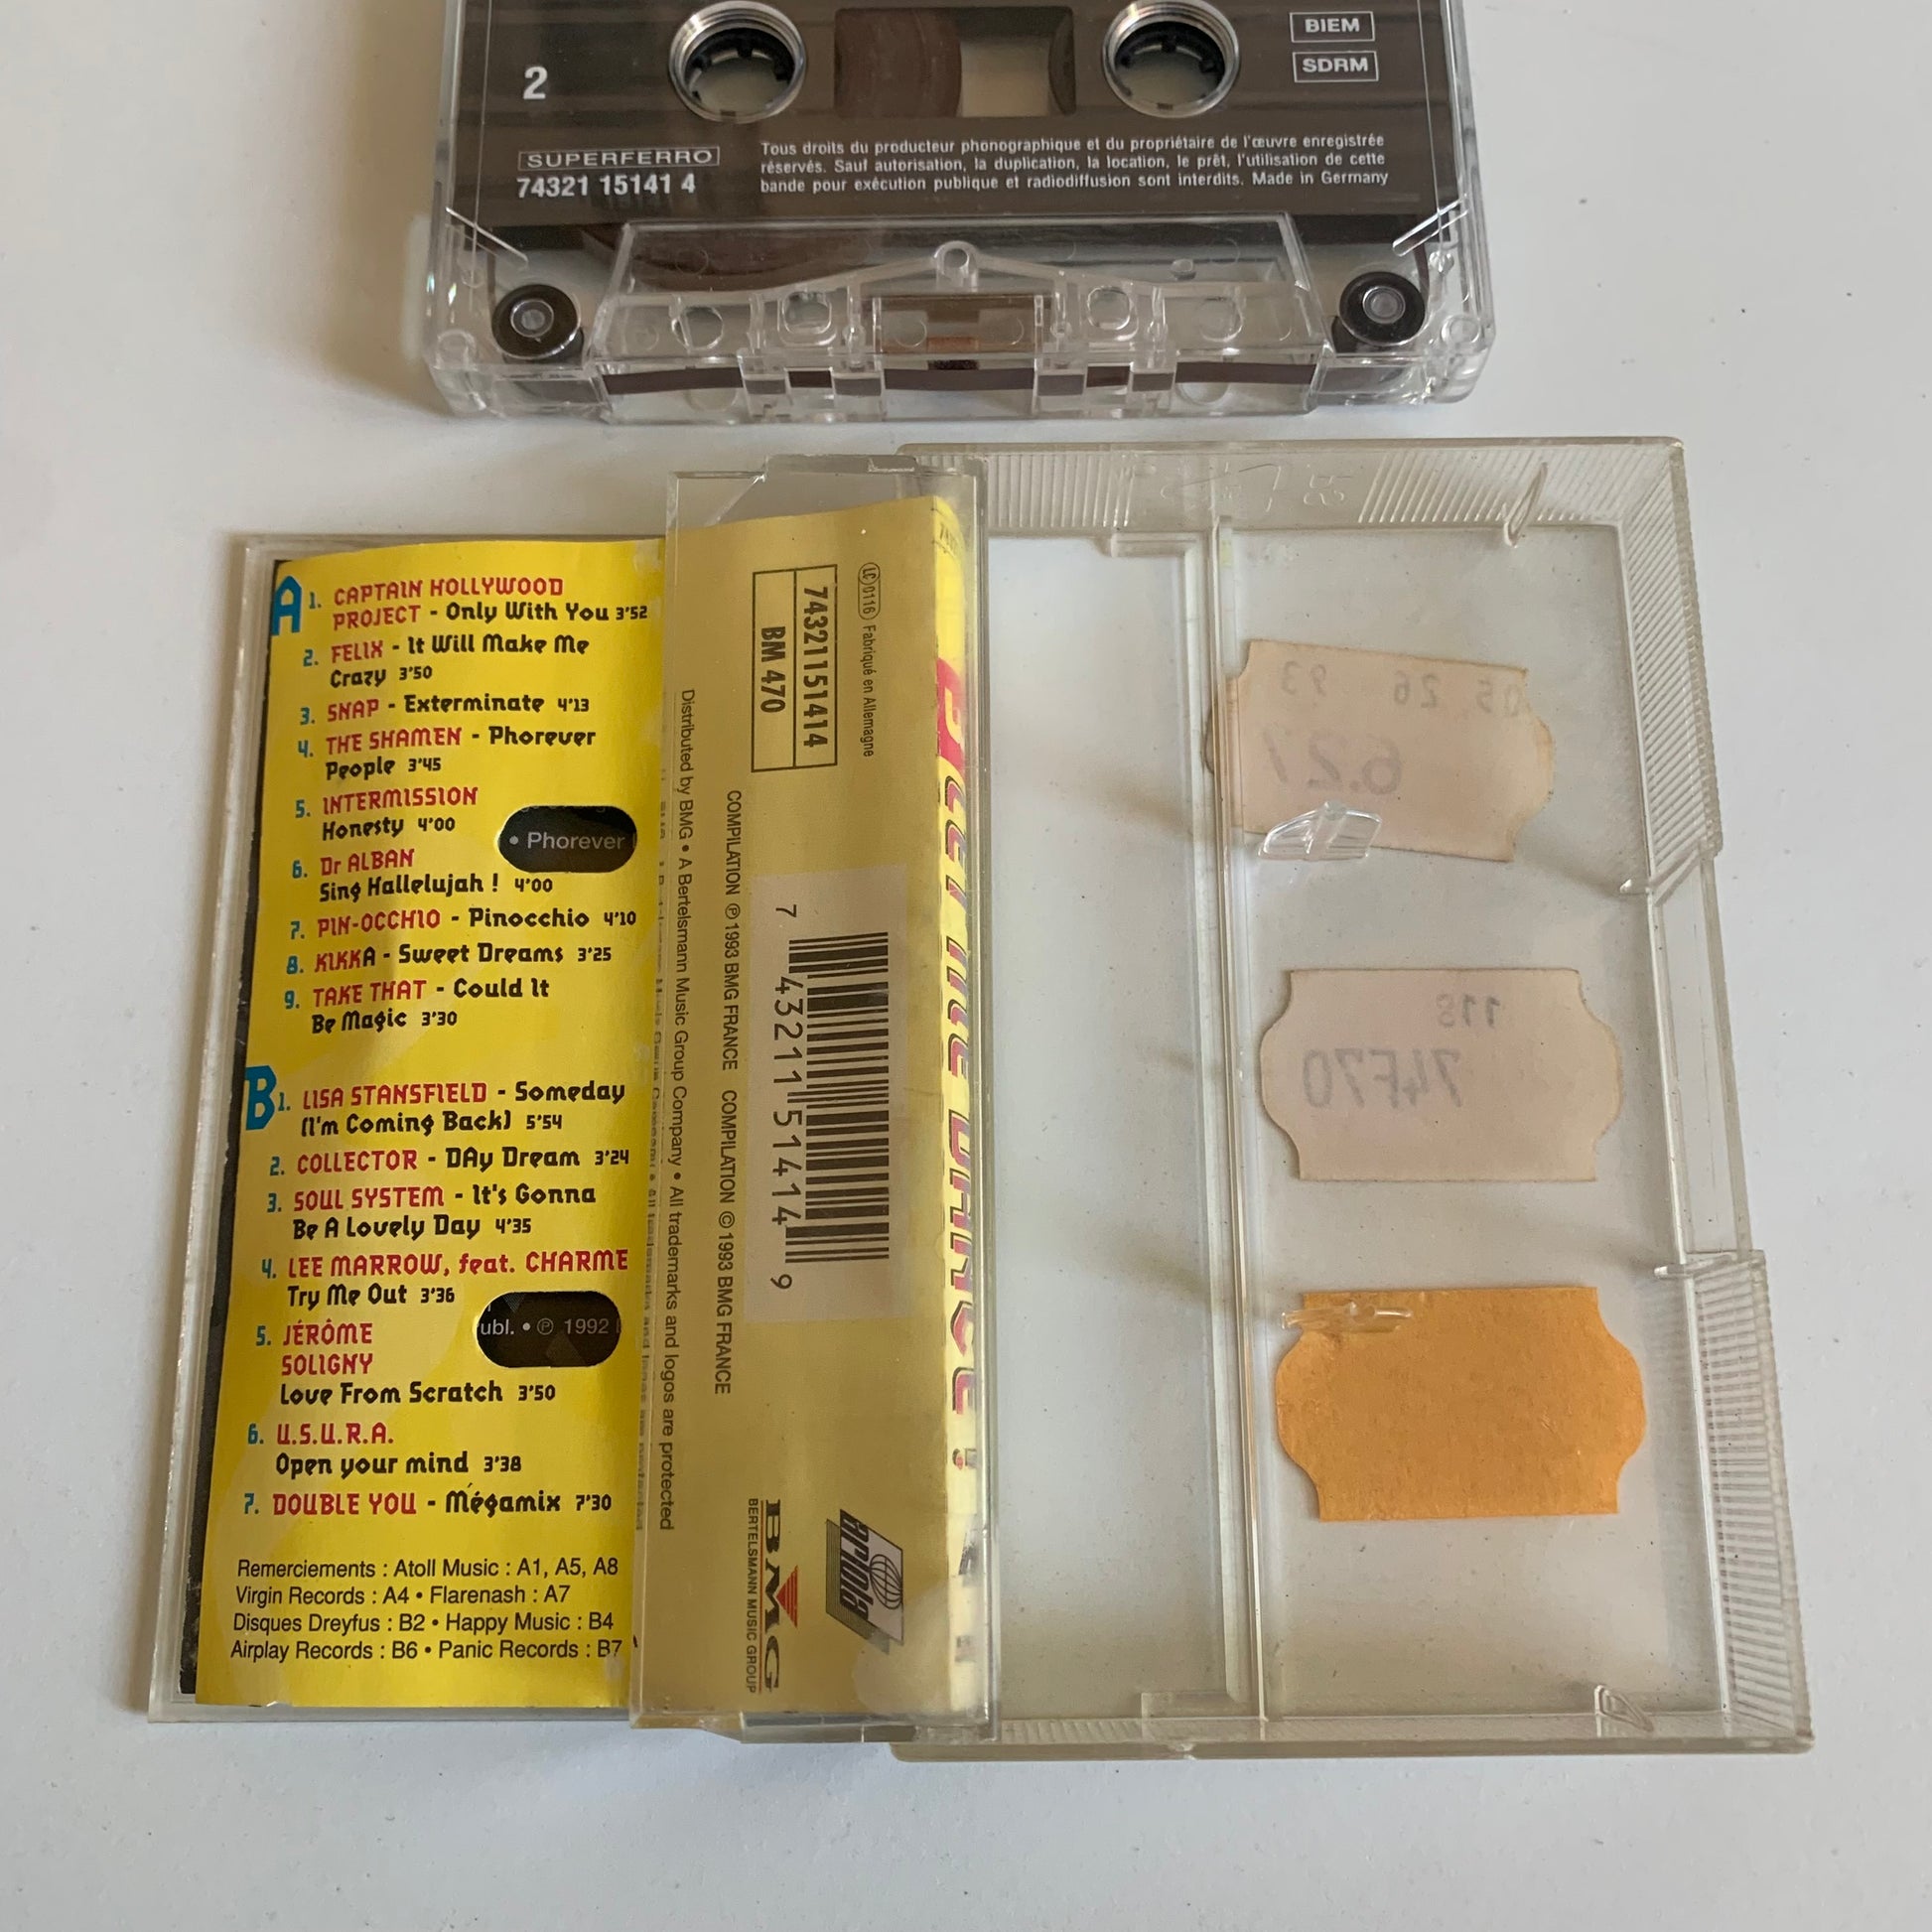 2
BIEM
SDRM
SUPERFERRO
74321 15141 4
Tous droits du producteur phonographique et du propriétaire de l'œuvre enregistrée
réservés. Sauf autorisation, la duplication, la location, le prêt, l'utilisation de cette
bande pour exécution publique et radiodiffusion sont interdits. Made in Germany
A
1. CAPTAIN HOLLYWOOD
PROJECT - Only With You 3'52
2. FELIX - It Will Make Me
Crazy 3'50
3. SNAP - Exterminate 4'13
4. THE SHAMEN - Phorever
People 3'45
5. INTERMISSION
Honesty 4'00
• Phorever
6. Dr ALBAN
Sing Hallelujah ! 4'00
7. PIN-OCCHIO - Pinocchio 4'10
8. KIKKA - Sweet Dreams 3'25
9. TAKE THAT - Could It
Be Magic 3'30
B
1. LISA STANSFIELD - Someday
(I'm Coming Back) 5'54
2. COLLECTOR - DAy Dream 3'24
3. SOUL SYSTEM - It's Gonna
Be A Lovely Day 4'35
4. LEE MARROW, feat. CHARME
Try Me Out 3'36
5. JÉRÔME
SOLIGNY
Love From Scratch 3'50
ubl. • ℗ 1992
6. U.S.U.R.A.
Open your mind 3'38
7. DOUBLE YOU - Mégamix 7'30
Remerciements : Atoll Music : A1, A5, A8
Virgin Records : A4 • Flarenash : A7
Disques Dreyfus : B2 • Happy Music : B4
Airplay Records : B6 • Panic Records : B7
LC 0116 Fabriqué en Allemagne
74321151414
BM 470
COMPILATION ℗ 1993 BMG FRANCE COMPILATION © 1993 BMG FRANCE
Distributed by BMG • A Bertelsmann Music Group Company • All trademarks and logos are protected
7 43211 51414 9
ariola
BMG
BERTELSMANN MUSIC GROUP
05 26 93
6.27
118
74F70